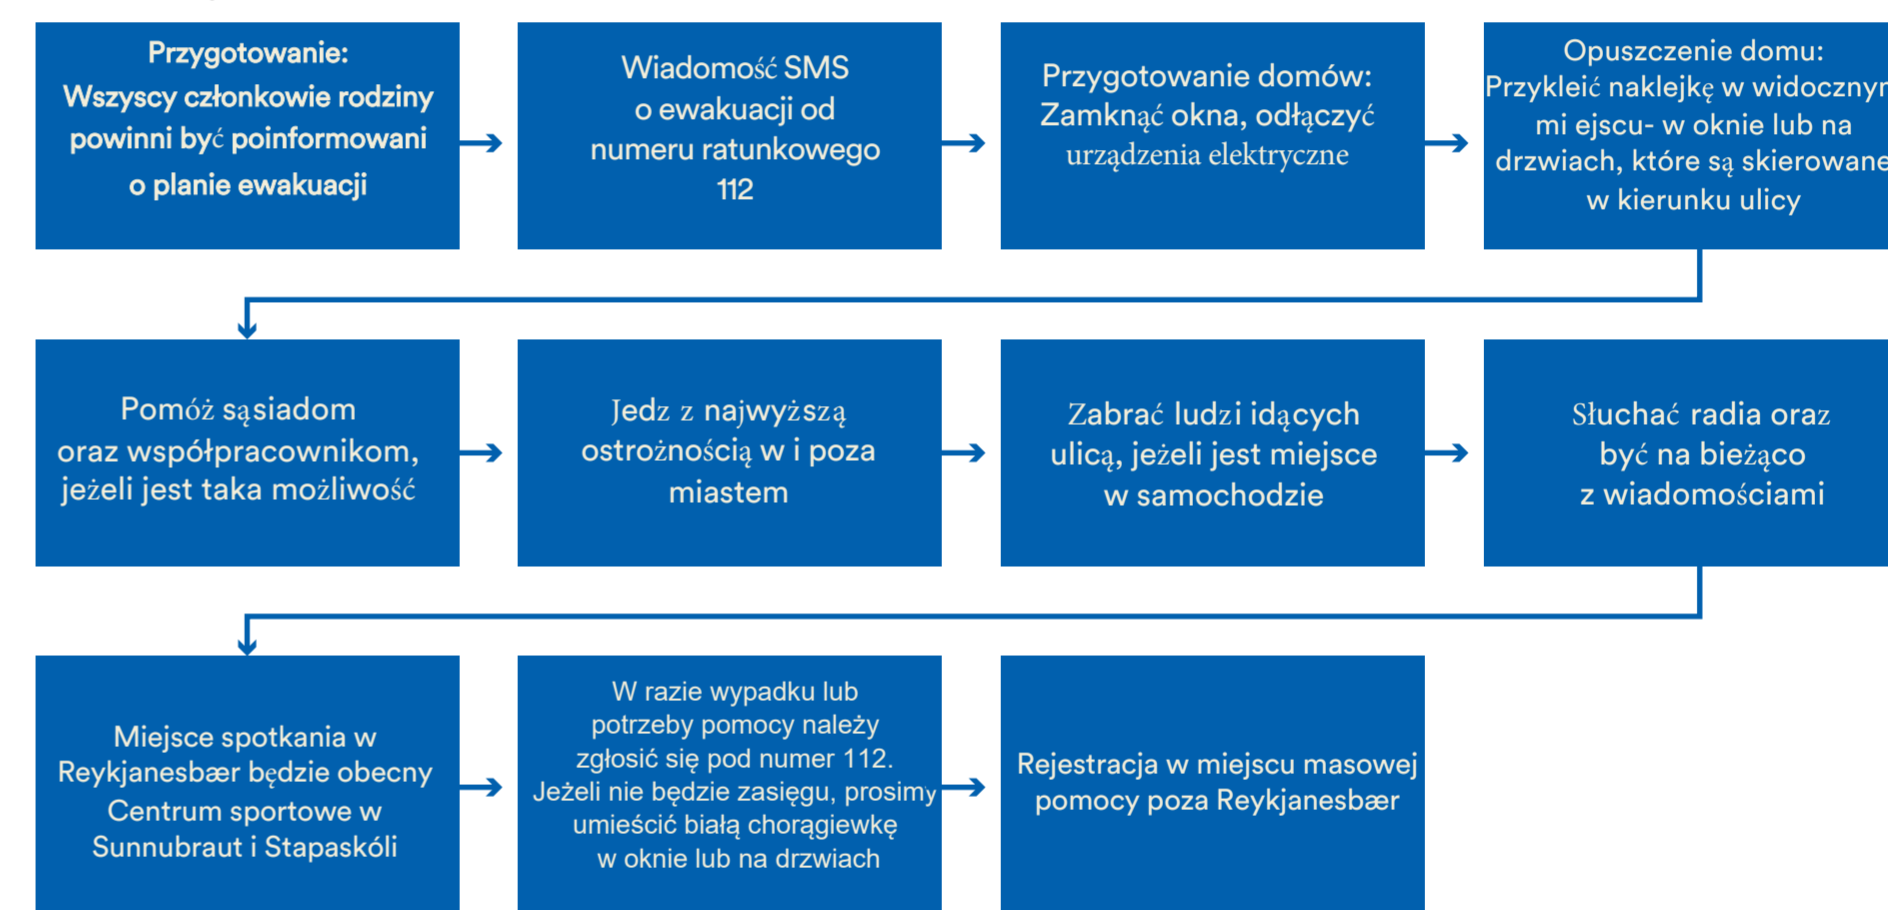 Przygotowanie:
Wszyscy członkowie rodziny
powinni być poinformowani
o planie ewakuacji
Wiadomość SMS
o ewakuacji od
numeru ratunkowego
112
Przygotowanie domów:
Zamknąć okna, odłączyć
urządzenia elektryczne
Opuszczenie domu:
Przykleić naklejkę w widocznym
mi ejscu- w oknie lub na
drzwiach, które są skierowane
w kierunku ulicy
Pomóż sąsiadom
oraz współpracownikom,
jeżeli jest taka możliwość
Jedz z najwyższą
ostrożnością w i poza
miastem
Zabrać ludzi idących
ulicą, jeżeli jest miejsce
w samochodzie
Słuchać radia oraz
być na bieżąco
z wiadomościami
Miejsce spotkania w
Reykjanesbær będzie obecny
Centrum sportowe w
Sunnubraut i Stapaskóli
W razie wypadku lub
potrzeby pomocy należy
zgłosić się pod numer 112.
Jeżeli nie będzie zasięgu, prosimy
umieścić białą chorągiewkę
w oknie lub na drzwiach
Rejestracja w miejscu masowej
pomocy poza Reykjanesbær